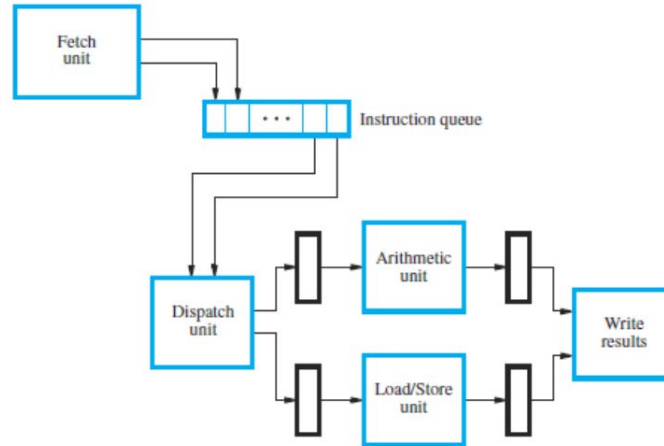 Fetch
unit
• • •
Instruction queue
Arithmetic
unit
Dispatch
unit
Write
results
Load/Store
unit